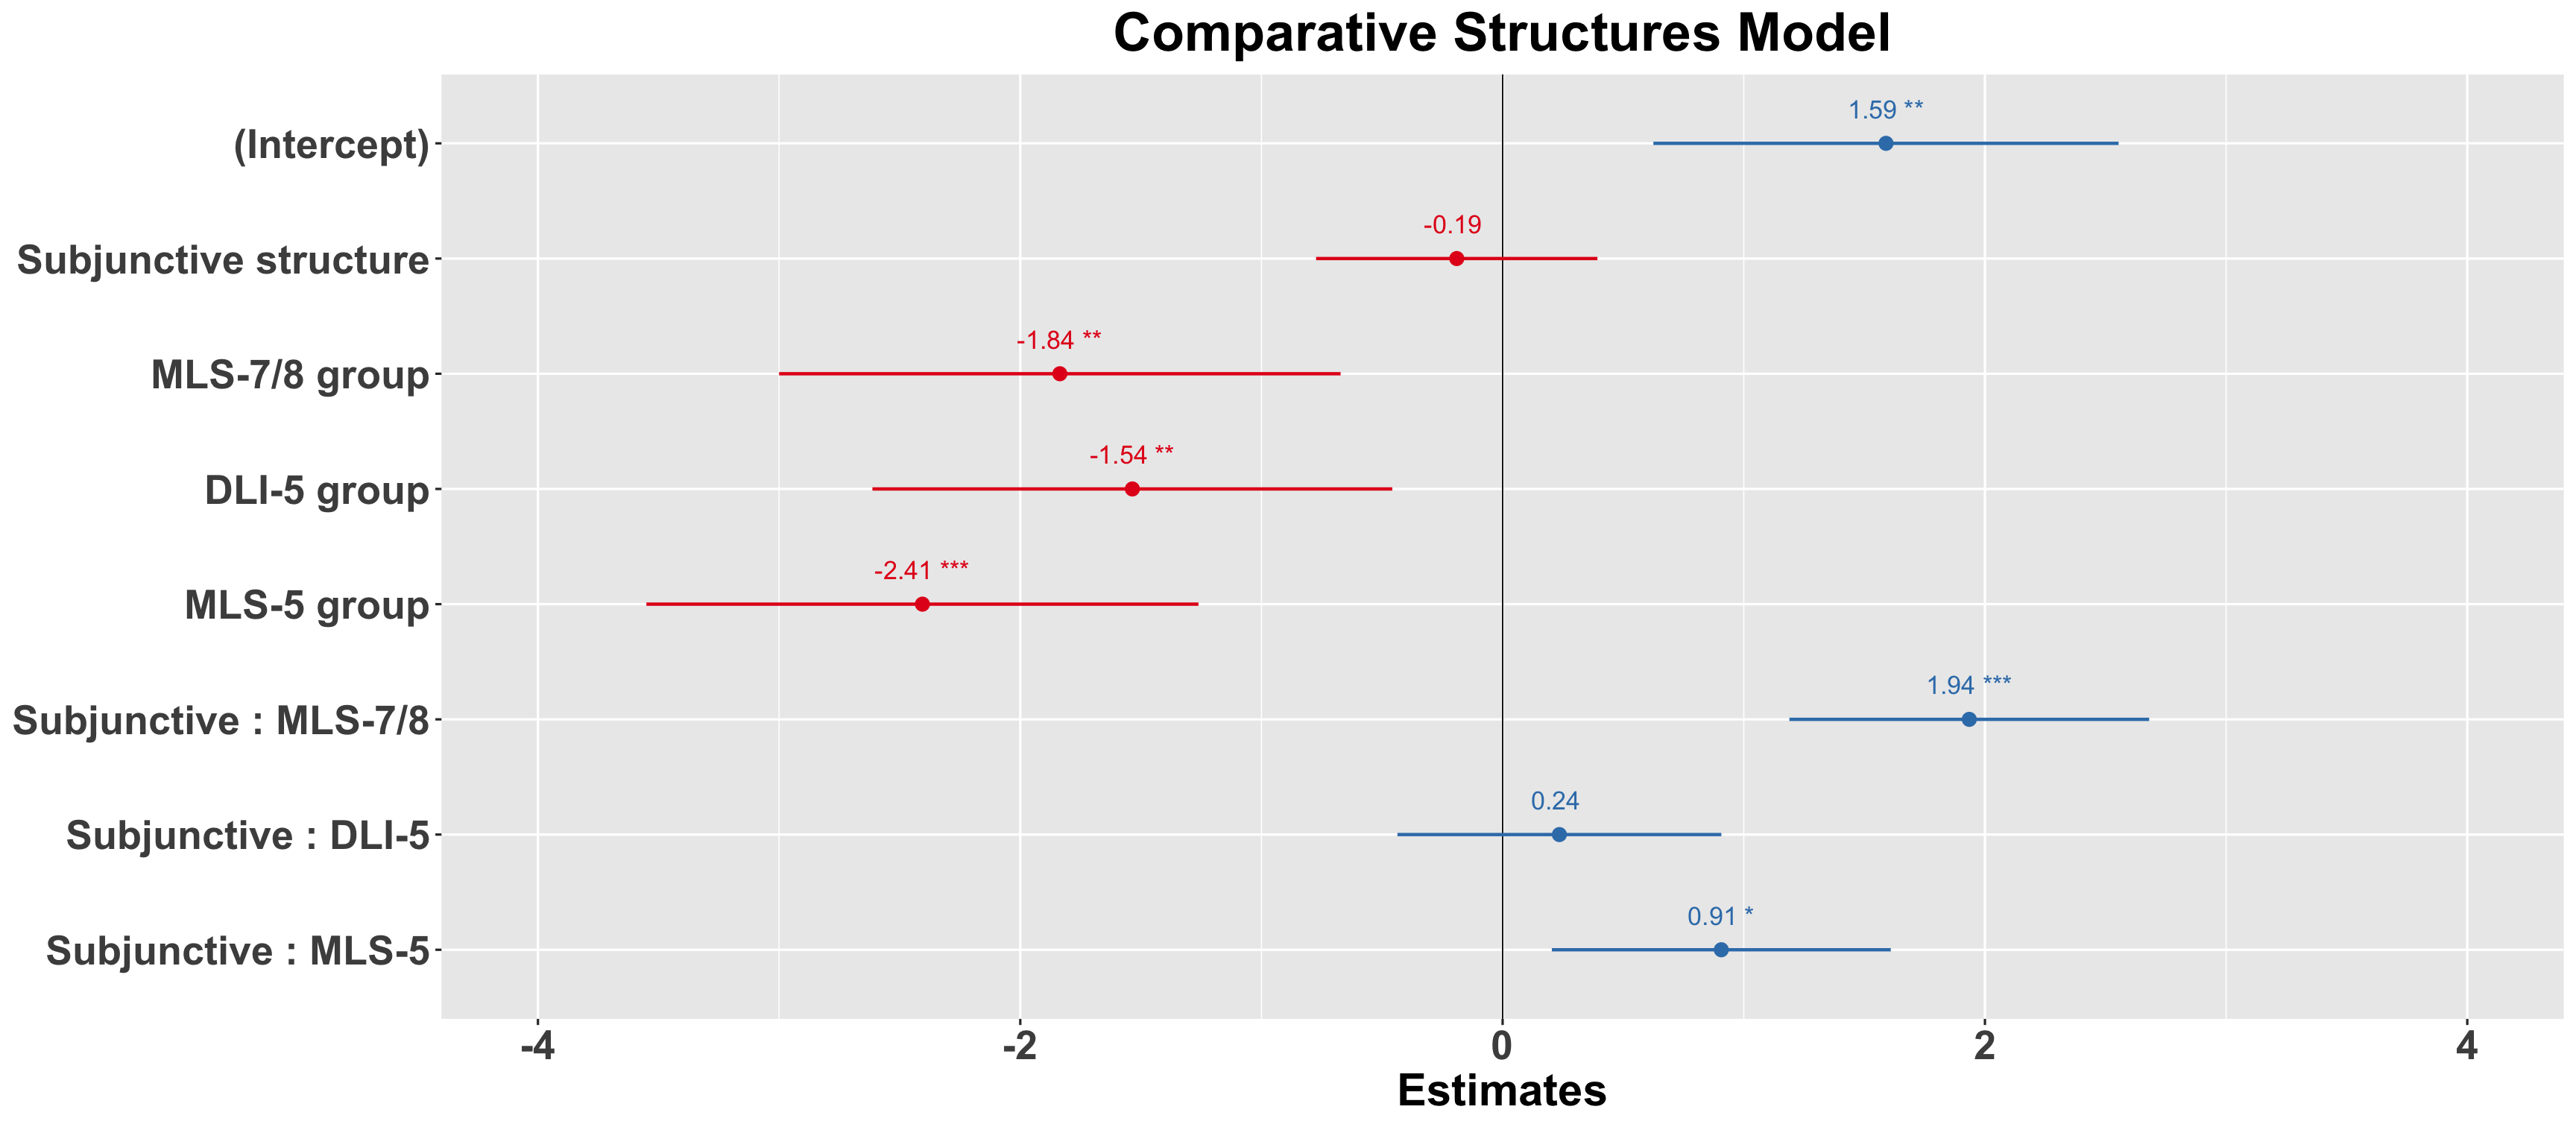 Comparative Structures Model
(Intercept)
1.59 **
Subjunctive structure
-0.19
MLS-7/8 group
-1.84 **
DLI-5 group
-1.54 **
MLS-5 group
-2.41 ***
Subjunctive : MLS-7/8
1.94 ***
Subjunctive : DLI-5
0.24
Subjunctive : MLS-5
0.91 *
-4 -2 0 2 4
Estimates